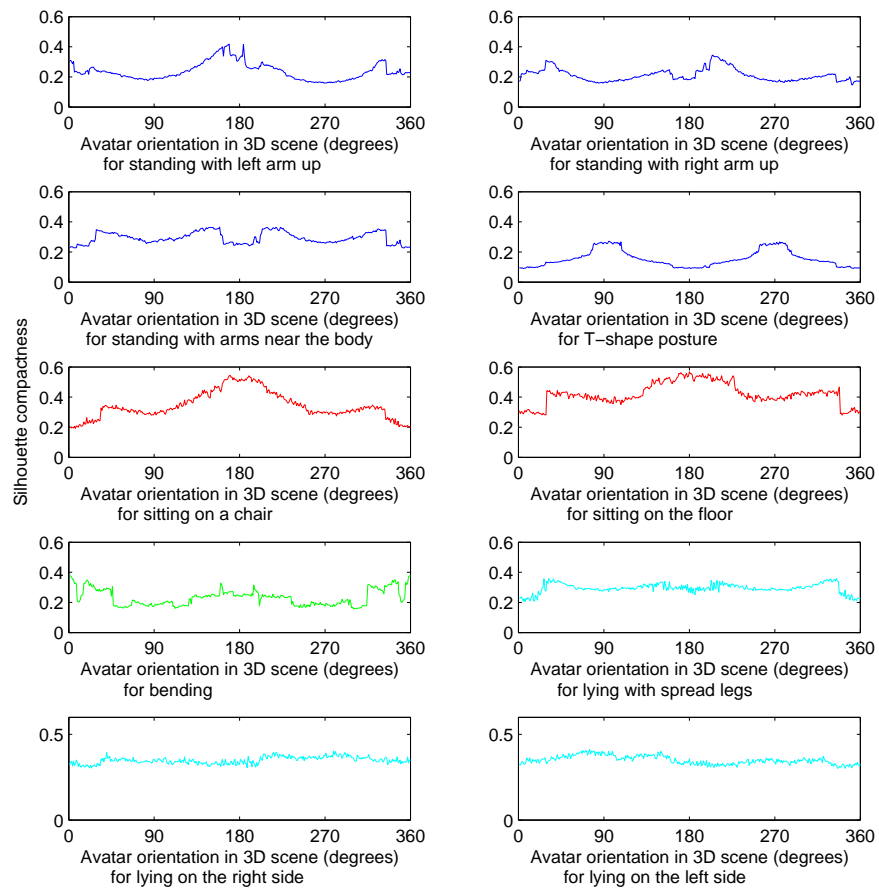 0.6
0.4
0.2
0
0 90 180 270 360
Avatar orientation in 3D scene (degrees)
for standing with left arm up
0.6
0.4
0.2
0
0 90 180 270 360
Avatar orientation in 3D scene (degrees)
for standing with right arm up
0.6
0.4
0.2
0
0 90 180 270 360
Avatar orientation in 3D scene (degrees)
for standing with arms near the body
0.6
0.4
0.2
0
0 90 180 270 360
Avatar orientation in 3D scene (degrees)
for T−shape posture
Silhouette compactness
0.6
0.4
0.2
0
0 90 180 270 360
Avatar orientation in 3D scene (degrees)
for sitting on a chair
0.6
0.4
0.2
0
0 90 180 270 360
Avatar orientation in 3D scene (degrees)
for sitting on the floor
0.6
0.4
0.2
0
0 90 180 270 360
Avatar orientation in 3D scene (degrees)
for bending
0.6
0.4
0.2
0
0 90 180 270 360
Avatar orientation in 3D scene (degrees)
for lying with spread legs
0.5
0
0 90 180 270 360
Avatar orientation in 3D scene (degrees)
for lying on the right side
0.5
0
0 90 180 270 360
Avatar orientation in 3D scene (degrees)
for lying on the left side